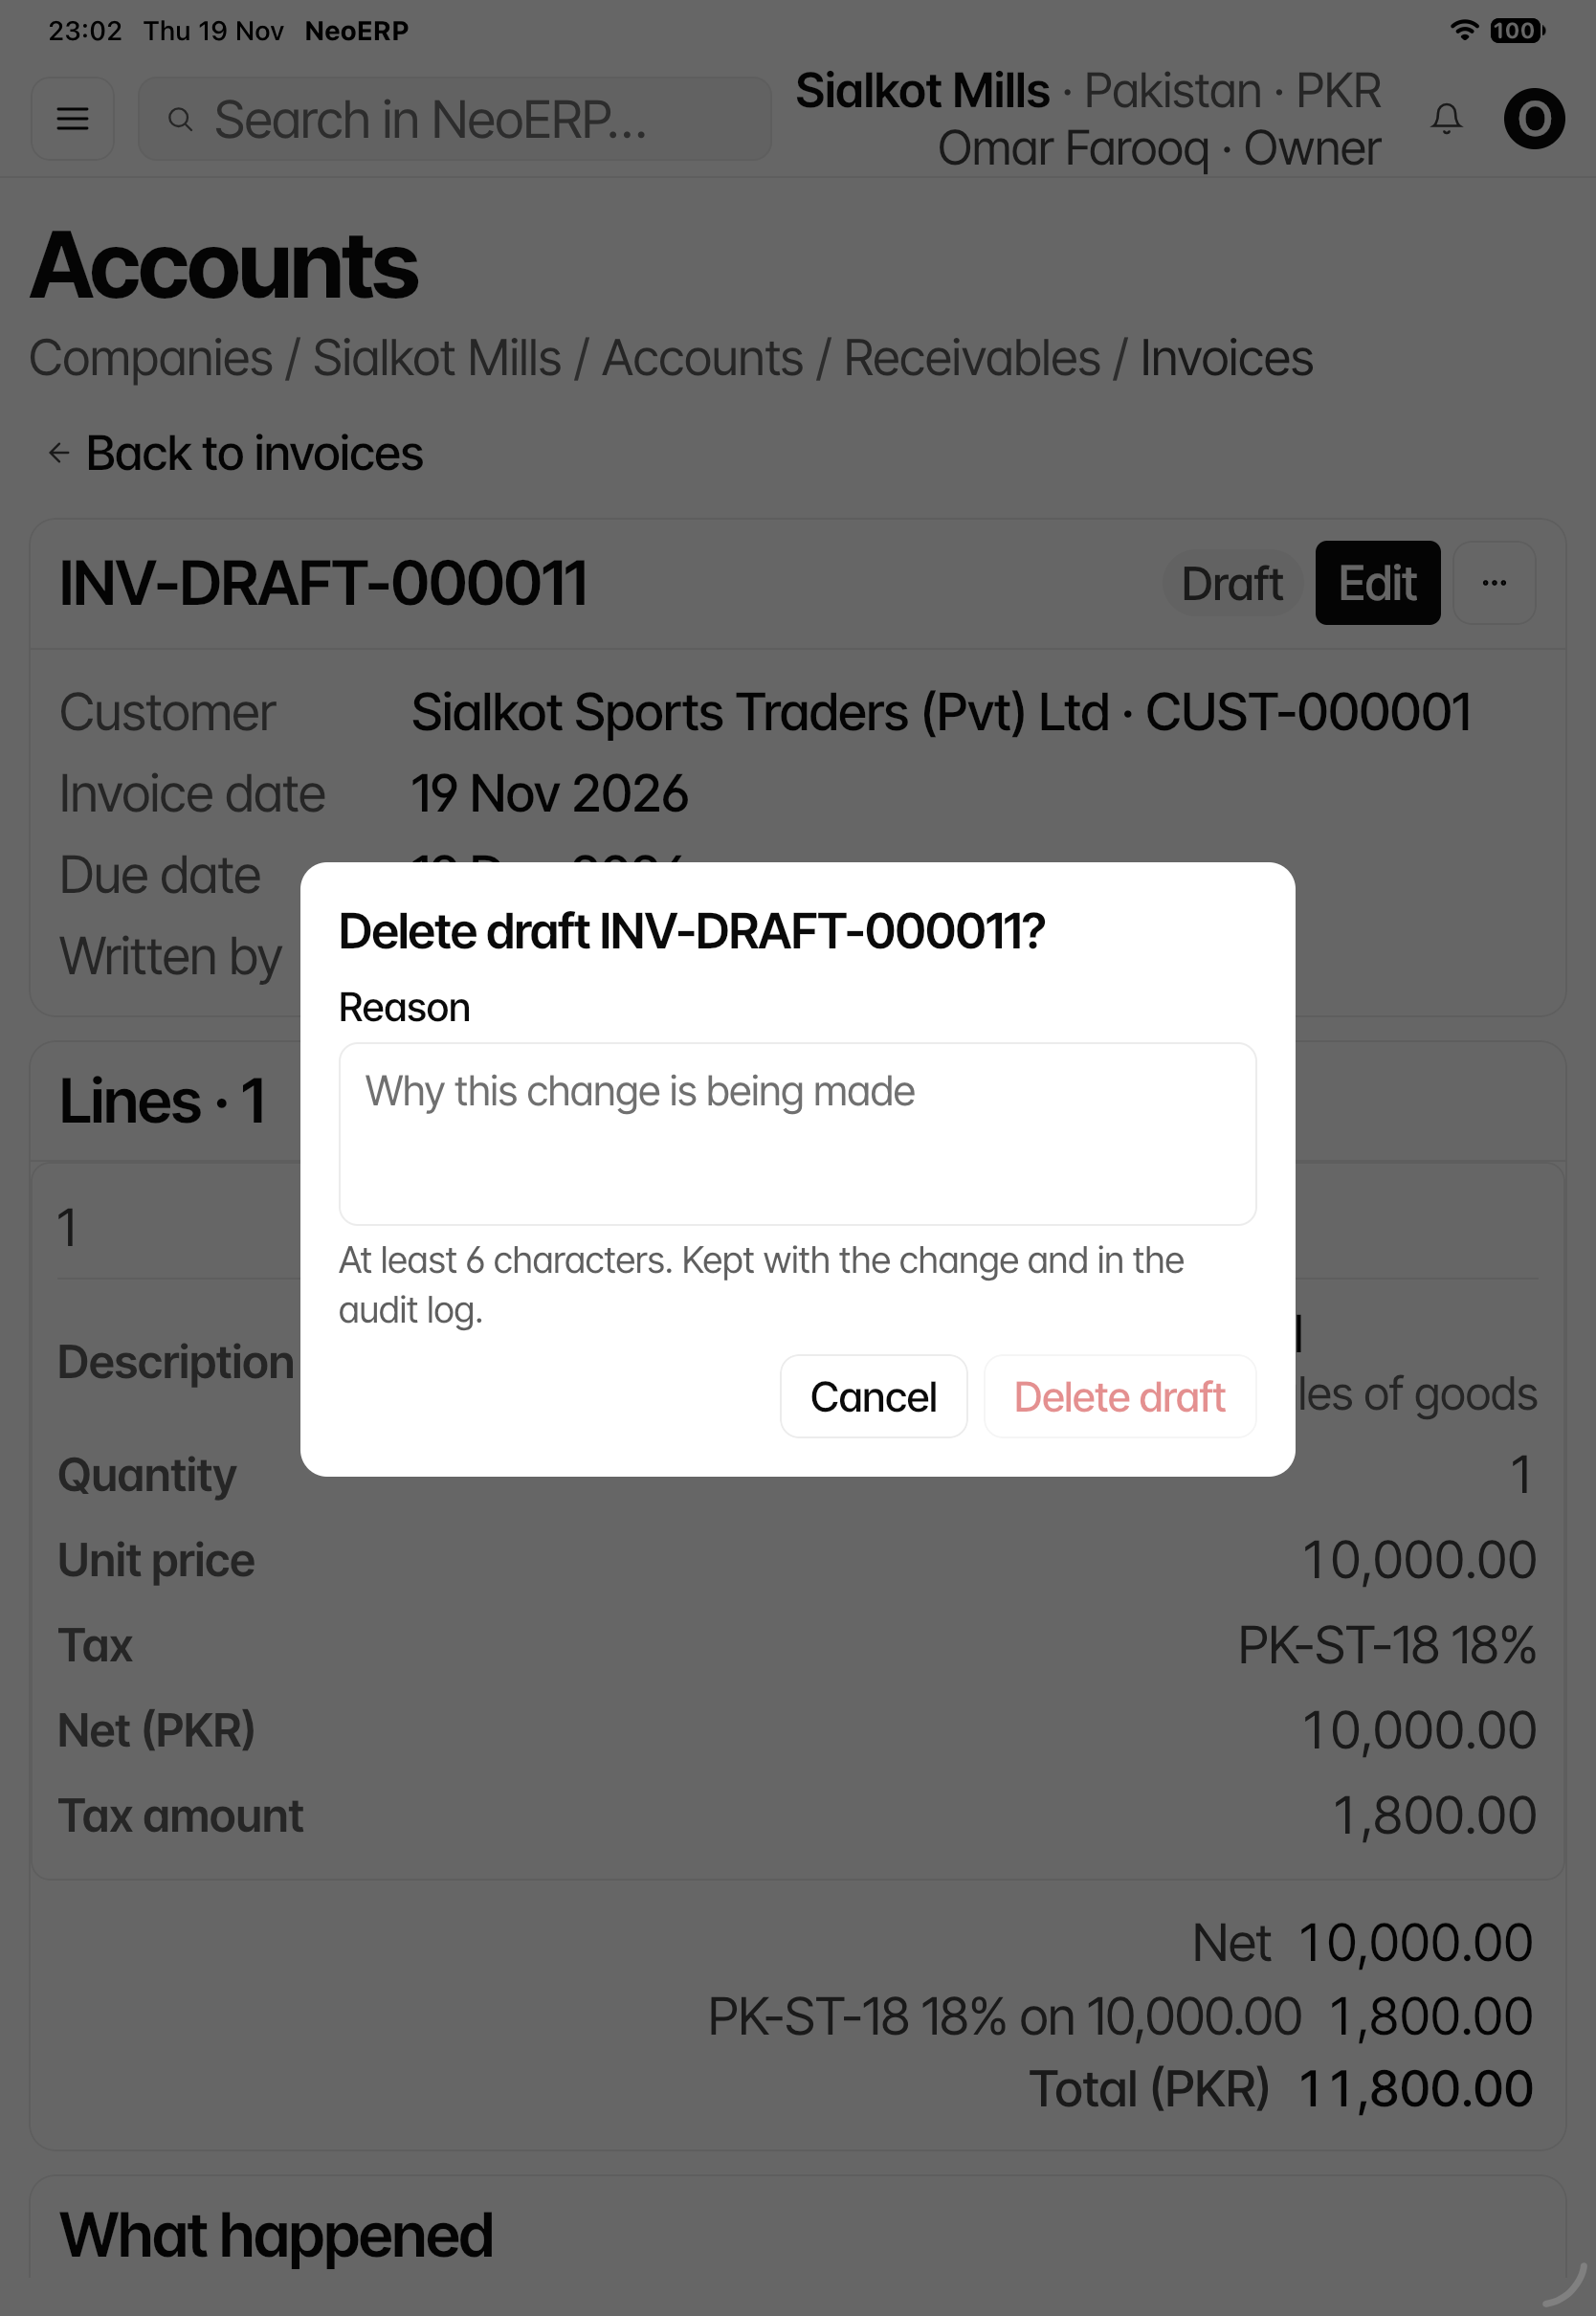 23:02 Thu 19 Nov NeoERP
100
Search in NeoERP...
Sialkot Mills · Pakistan · PKR
Omar Farooq · Owner
O
Accounts
Companies / Sialkot Mills / Accounts / Receivables / Invoices
Back to invoices
INV-DRAFT-000011
Draft
Edit
Customer Sialkot Sports Traders (Pvt) Ltd · CUST-000001
Invoice date 19 Nov 2026
Due date
Written by
Delete draft INV-DRAFT-000011?
Reason
Why this change is being made
At least 6 characters. Kept with the change and in the
audit log.
Cancel
Delete draft
Lines · 1
1
Description
les of goods
Quantity 1
Unit price 10,000.00
Tax PK-ST-18 18%
Net (PKR) 10,000.00
Tax amount 1,800.00
Net 10,000.00
PK-ST-18 18% on 10,000.00 1,800.00
Total (PKR) 11,800.00
What happened